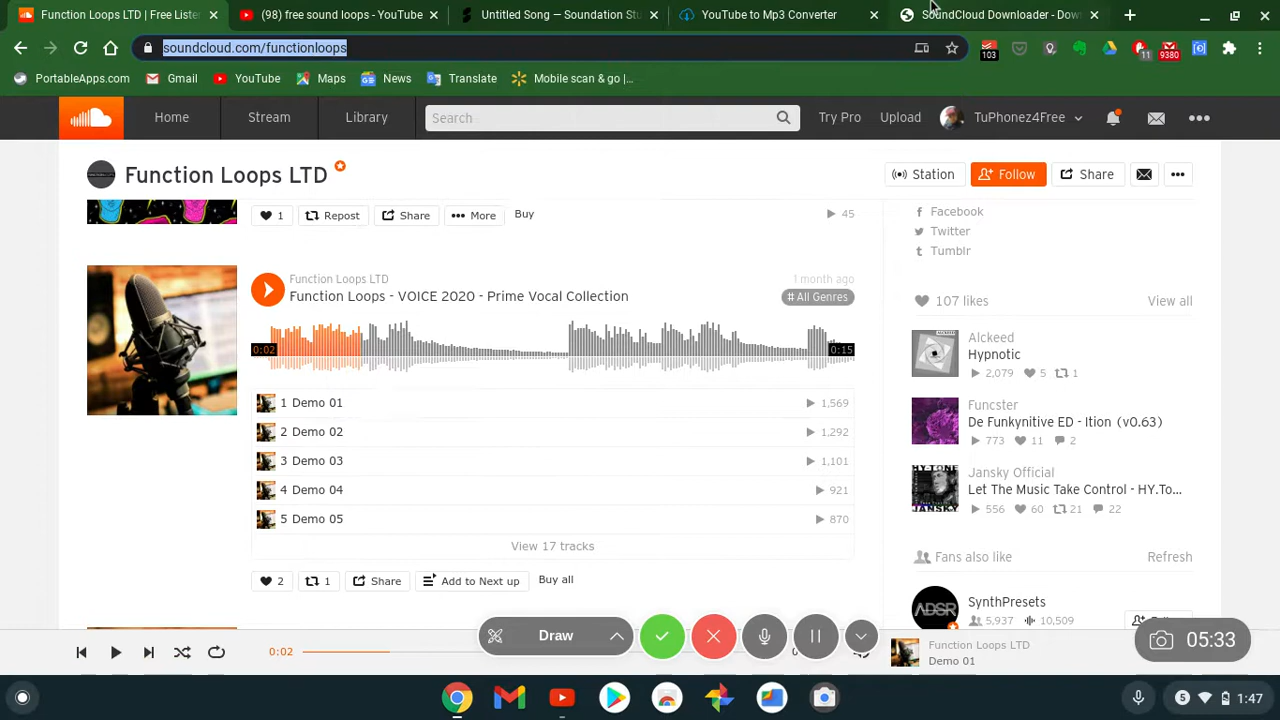 Function Loops LTD | Free Listen
(98) free sound loops - YouTube
Untitled Song — Soundation Stu
YouTube to Mp3 Converter
SoundCloud Downloader - Down
soundcloud.com/functionloops
103
11
9380
PortableApps.com
Gmail
YouTube
Maps
News
Translate
Mobile scan & go |...
Home
Stream
Library
Search
Try Pro
Upload
TuPhonez4Free
Function Loops LTD
Station
Follow
Share
1
Repost
Share
More
Buy
45
Facebook
Twitter
Tumblr
Function Loops LTD
1 month ago
Function Loops - VOICE 2020 - Prime Vocal Collection
# All Genres
0:02
0:15
1 Demo 01
1,569
2 Demo 02
1,292
3 Demo 03
1,101
4 Demo 04
921
5 Demo 05
870
View 17 tracks
2
1
Share
Add to Next up
Buy all
107 likes
View all
Alckeed
Hypnotic
2,079
5
1
Funcster
De Funkynitive ED - Ition (v0.63)
773
11
2
HY-TONE
JANSKY
Jansky Official
Let The Music Take Control - HY.To...
556
60
21
22
Fans also like
Refresh
ADSR
SynthPresets
5,937
10,509
Draw
05:33
0:02
Function Loops LTD
Demo 01
5
1:47